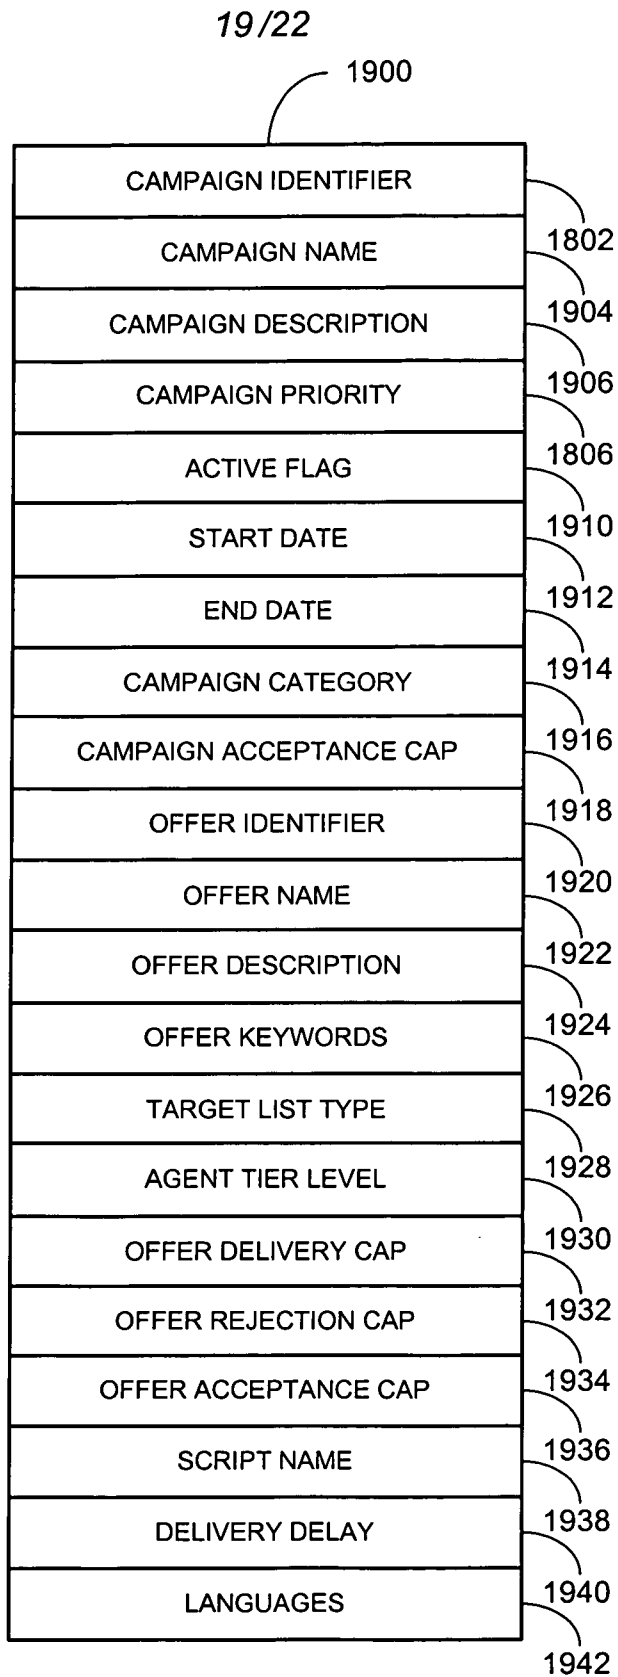 19/22
1900
CAMPAIGN IDENTIFIER
1802
CAMPAIGN NAME
1904
CAMPAIGN DESCRIPTION
1906
CAMPAIGN PRIORITY
1806
ACTIVE FLAG
1910
START DATE
1912
END DATE
1914
CAMPAIGN CATEGORY
1916
CAMPAIGN ACCEPTANCE CAP
1918
OFFER IDENTIFIER
1920
OFFER NAME
1922
OFFER DESCRIPTION
1924
OFFER KEYWORDS
1926
TARGET LIST TYPE
1928
AGENT TIER LEVEL
1930
OFFER DELIVERY CAP
1932
OFFER REJECTION CAP
1934
OFFER ACCEPTANCE CAP
1936
SCRIPT NAME
1938
DELIVERY DELAY
1940
LANGUAGES
1942